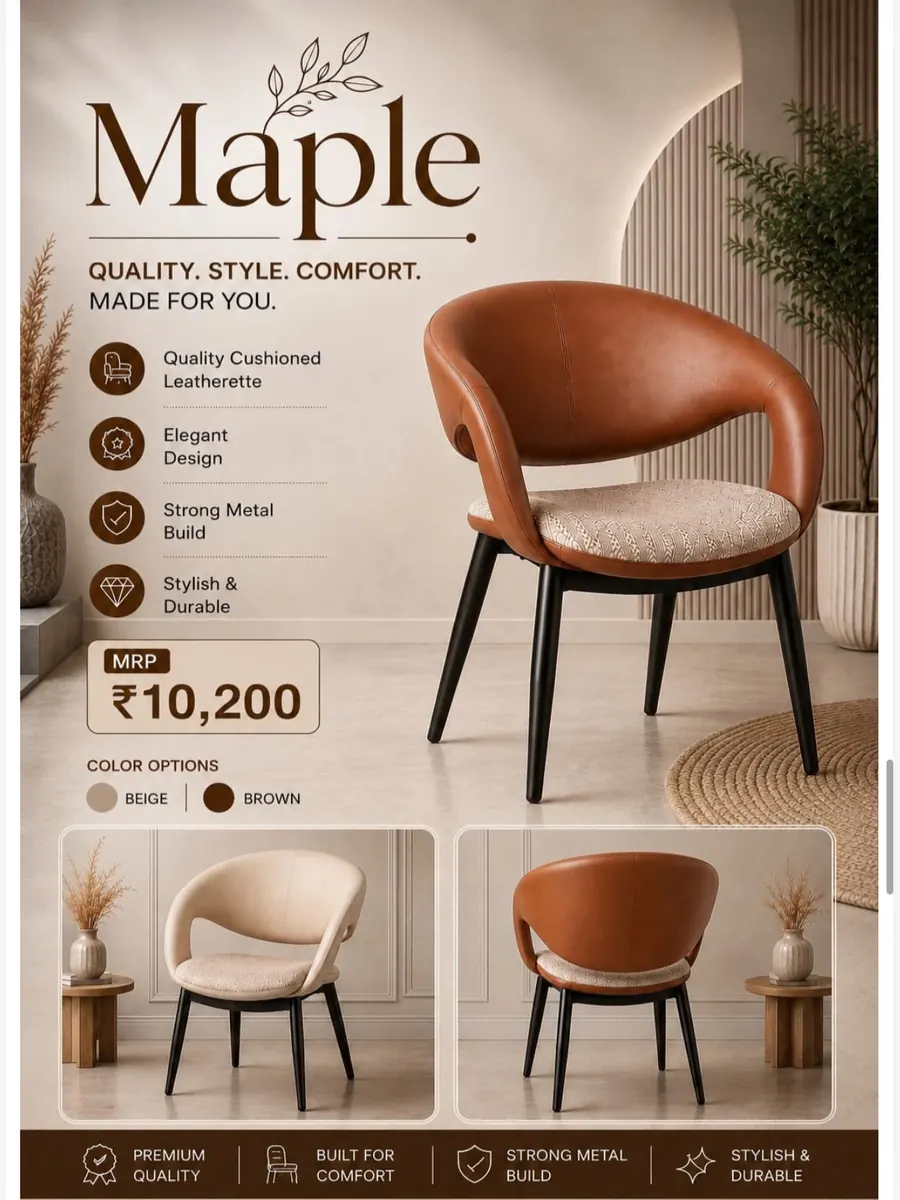 Maple
QUALITY. STYLE. COMFORT.
MADE FOR YOU.
Quality Cushioned
Leatherette
Elegant
Design
Strong Metal
Build
Stylish &
Durable
MRP
₹10,200
COLOR OPTIONS
BEIGE
BROWN
PREMIUM
QUALITY
BUILT FOR
COMFORT
STRONG METAL
BUILD
STYLISH &
DURABLE